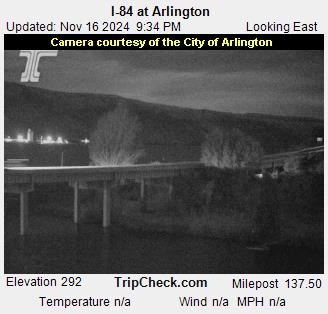 I-84 at Arlington
Updated: Nov 16 2024 9:34 PM Looking East
Camera courtesy of the City of Arlington
Elevation 292 TripCheck.com Milepost 137.50
Temperature n/a Wind n/a MPH n/a